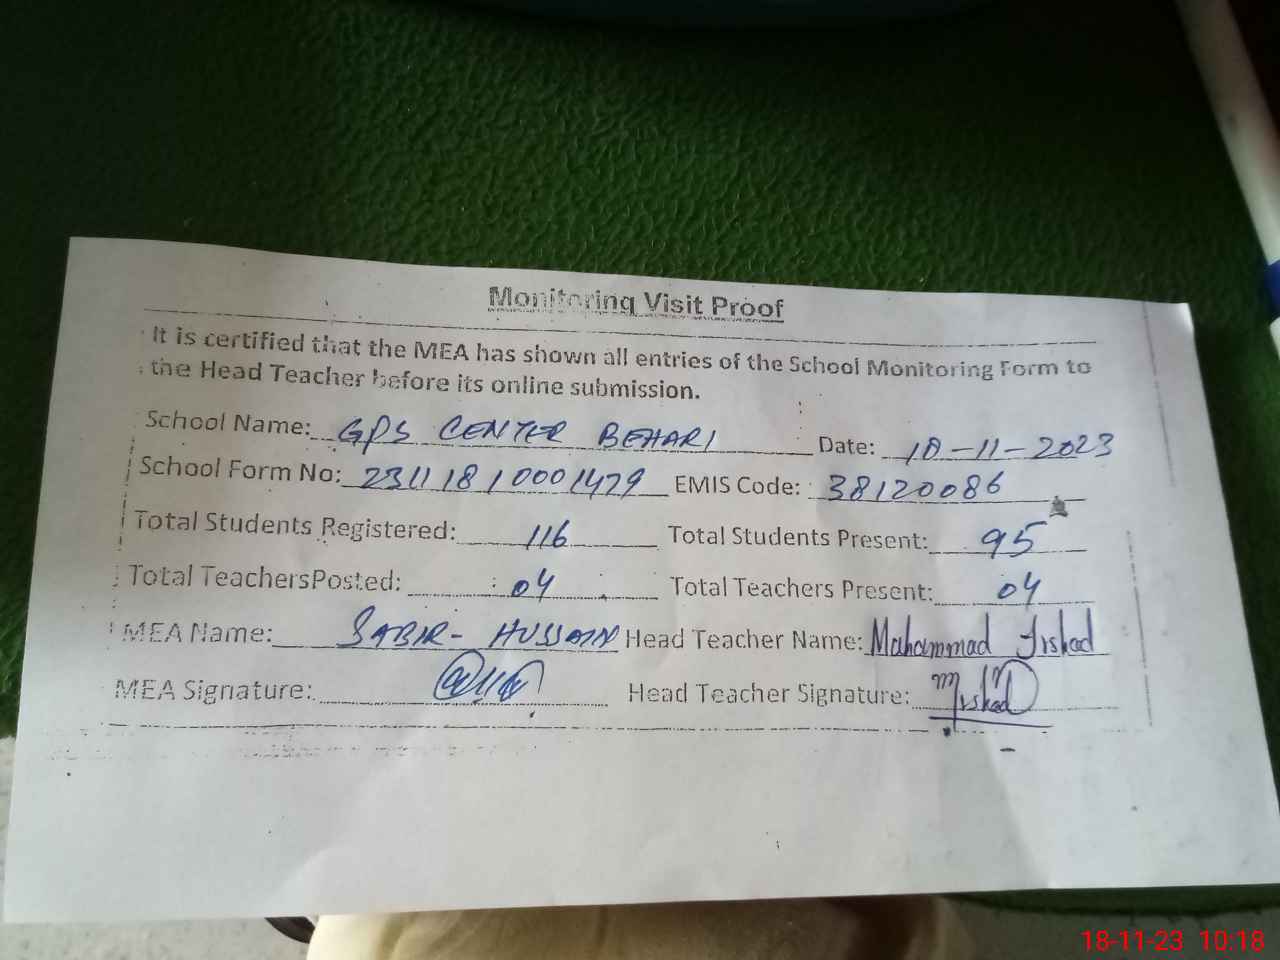 Monitoring Visit Proof
It is certified that the MEA has shown all entries of the School Monitoring Form to
the Head Teacher before its online submission.
School Name: GPS CENTER BEHARI Date: 18-11-2023
School Form No: 23111810001479 EMIS Code: 38120086
Total Students Registered: 116 Total Students Present: 95
Total TeachersPosted: 04 Total Teachers Present: 04
MEA Name: SABIR- HUSSAIN Head Teacher Name: Muhammad Irshad
MEA Signature: Head Teacher Signature: Mirshad
18-11-23 10:18